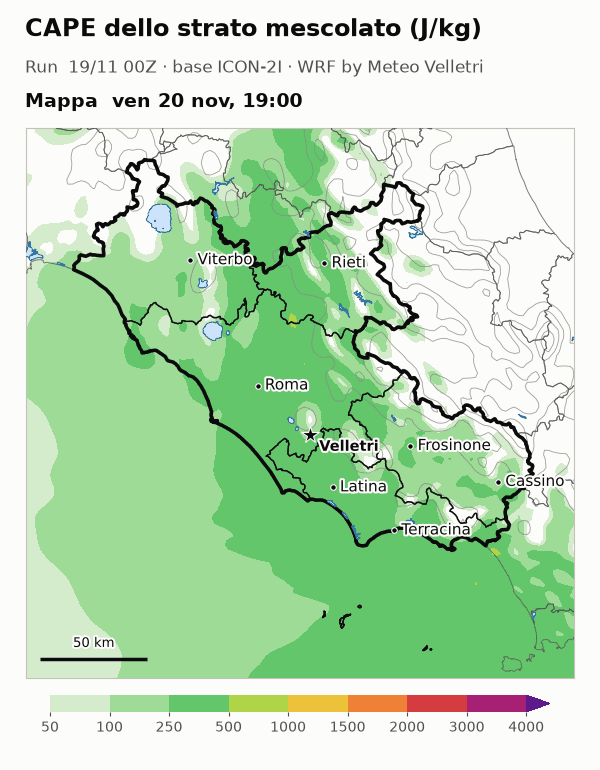 CAPE dello strato mescolato (J/kg)
Run  19/11 00Z · base ICON-2I · WRF by Meteo Velletri
Mappa  ven 20 nov, 19:00
Viterbo
Rieti
Roma
Velletri
Frosinone
Latina
Cassino
Terracina
50 km
50 100 250 500 1000 1500 2000 3000 4000